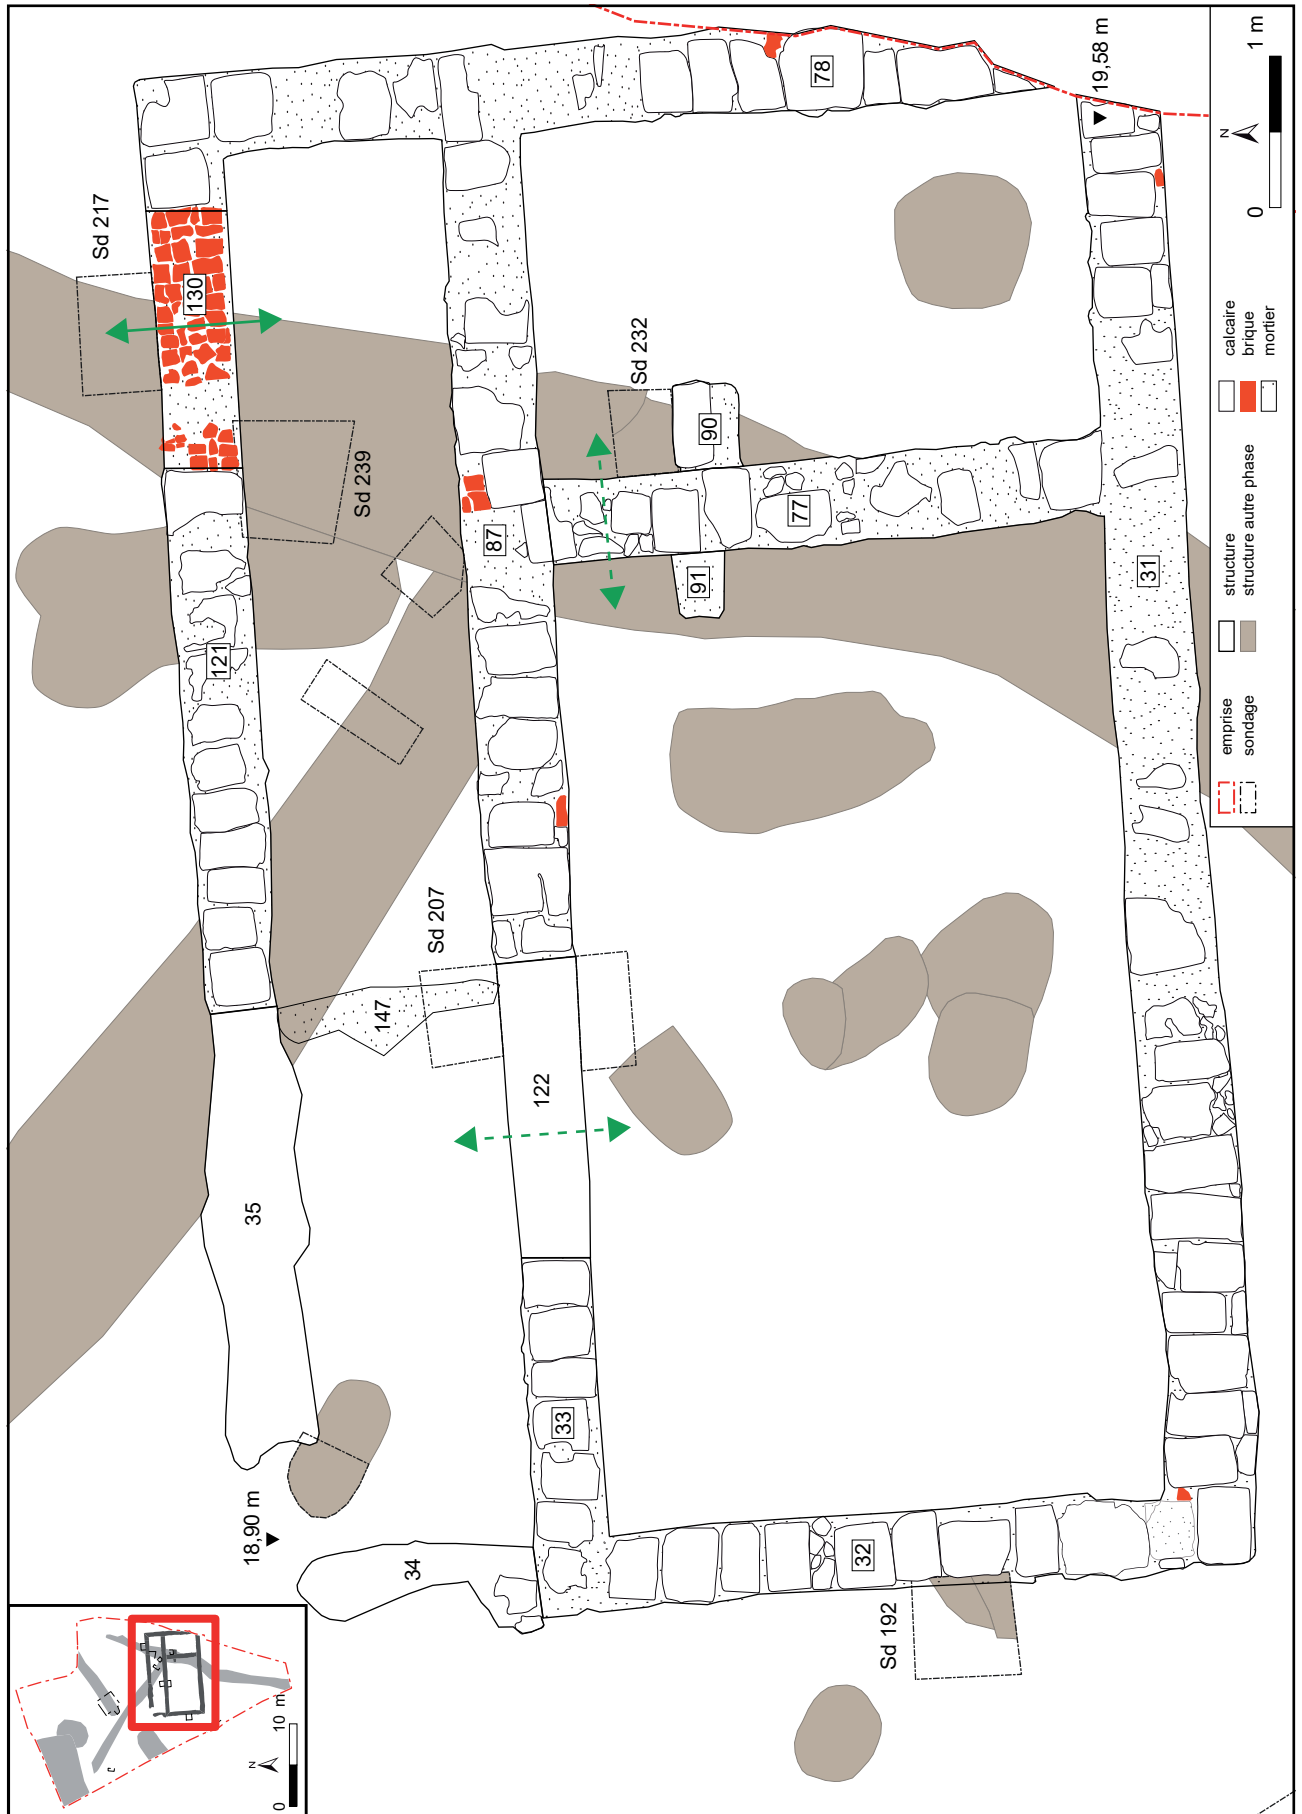 Sd 217
130
Sd 239
121
87
Sd 232
90
91
77
78
19,58 m
31
Sd 207
147
122
35
33
18,90 m
34
32
Sd 192
N
0 10 m
emprise
sondage
structure
structure autre phase
calcaire
brique
mortier
N
0 1 m